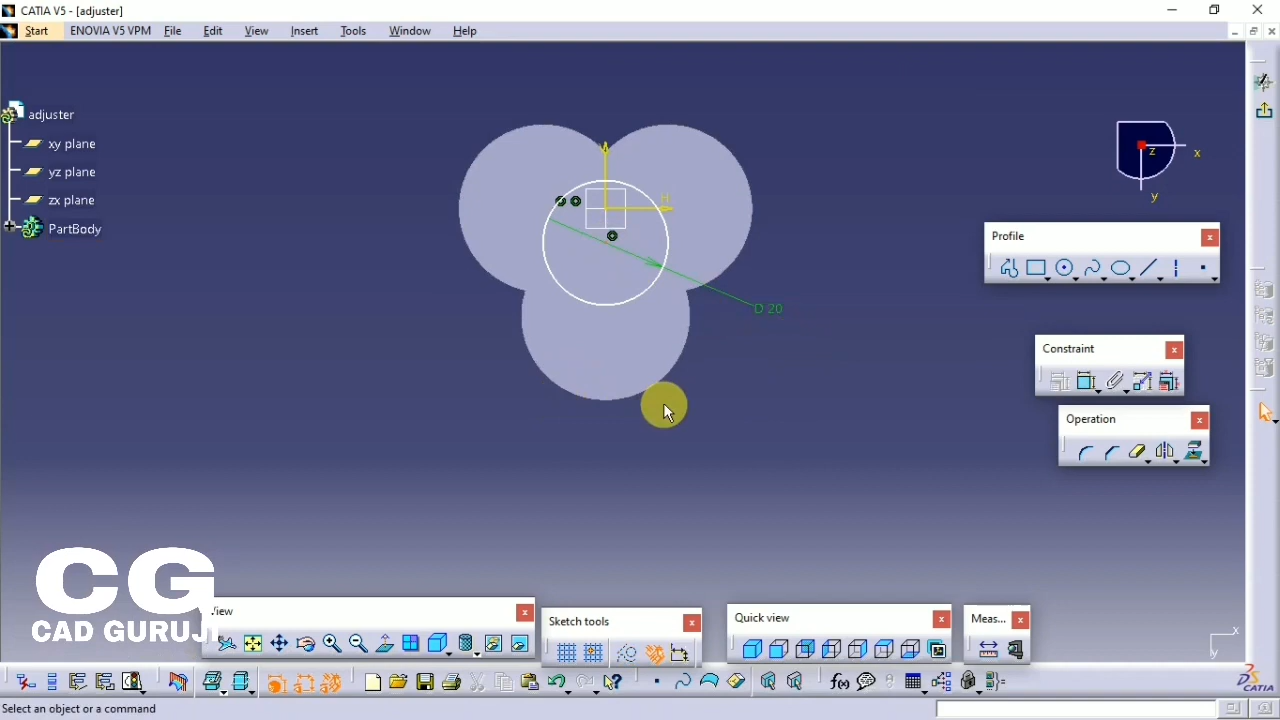 CATIA V5 - [adjuster]
Start ENOVIA V5 VPM File Edit View Insert Tools Window Help
adjuster
xy plane
yz plane
zx plane
PartBody
H
D 20
z x
y
Profile
Constraint
Operation
CG
CAD GURUJI
View
Sketch tools
Quick view
Meas...
x
y
f(x)
CATIA
Select an object or a command